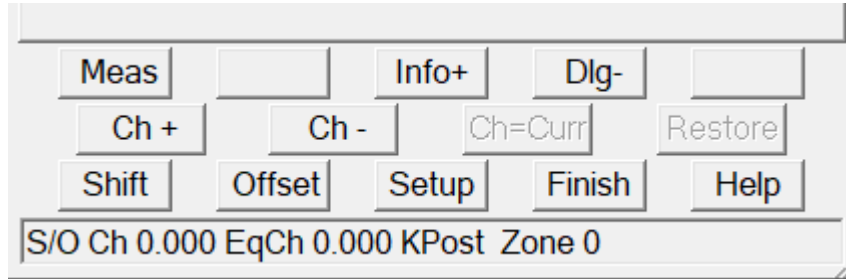 Meas Info+ Dlg-
Ch + Ch - Ch=Curr Restore
Shift Offset Setup Finish Help
S/O Ch 0.000 EqCh 0.000 KPost  Zone 0